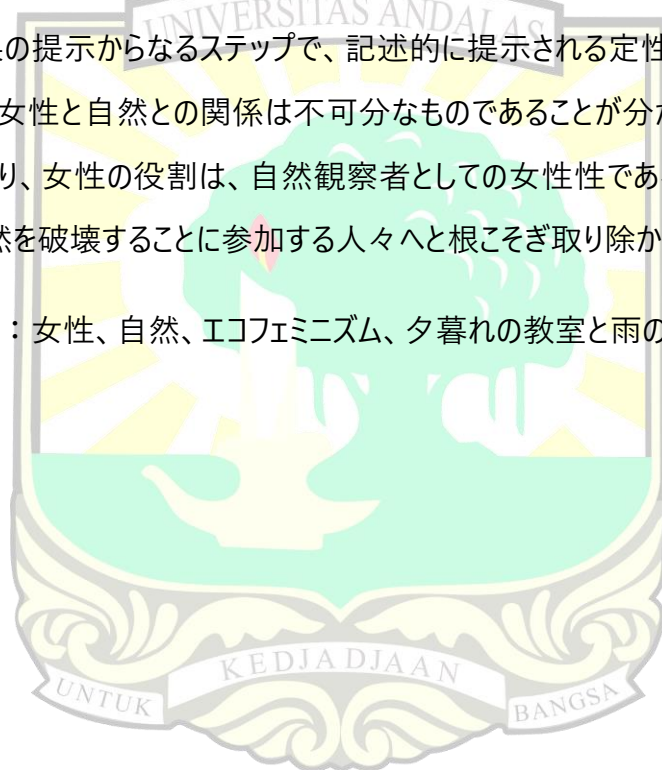 UNIVERSITAS ANDALAS
の提示からなるステップで、記述的に提示される定性
女性と自然との関係は不可分なものであることが分か
り、女性の役割は、自然観察者としての女性性であ
然を破壊することに参加する人々へと根こそぎ取り除か
：女性、自然、エコフェミニズム、夕暮れの教室と雨の
KEDJADJAAN
UNTUK
BANGSA